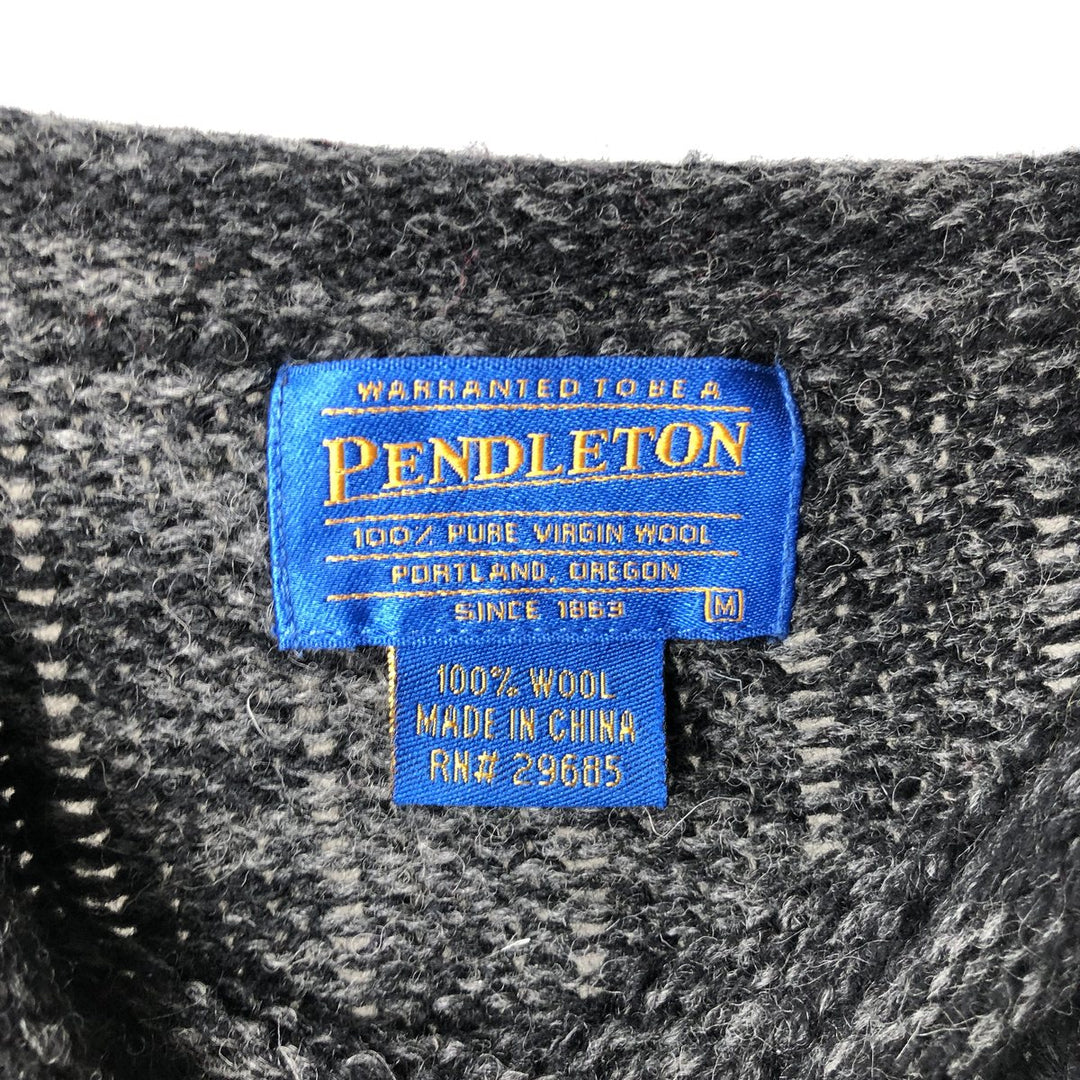 WARRANTED TO BE A
PENDLETON
100% PURE VIRGIN WOOL
PORTLAND, OREGON
SINCE 1863
M
100% WOOL
MADE IN CHINA
RN# 29685